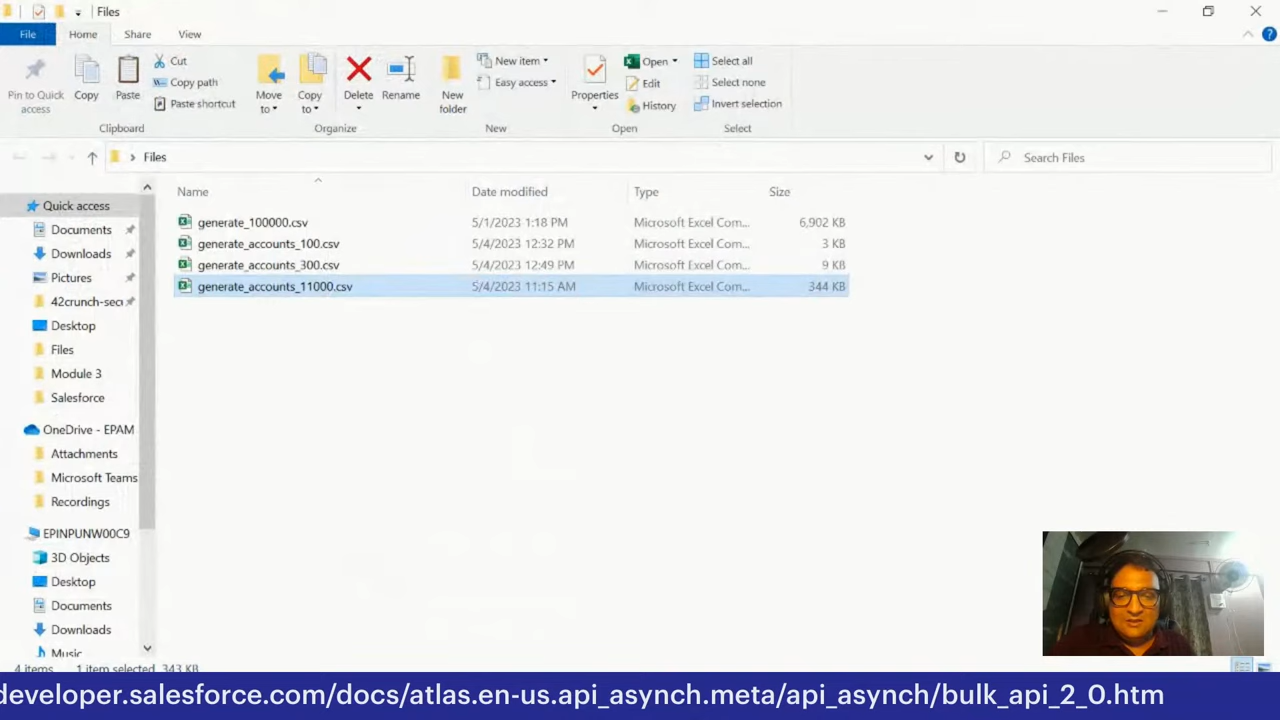 Files
File Home Share View
Pin to Quick access
Copy
Paste
Cut
Copy path
Paste shortcut
Clipboard
Move to
Copy to
Delete
Rename
Organize
New folder
New item
Easy access
New
Properties
Open
Edit
History
Open
Select all
Select none
Invert selection
Select
Files
Search Files
Name Date modified Type Size
generate_100000.csv 5/1/2023 1:18 PM Microsoft Excel Com... 6,902 KB
generate_accounts_100.csv 5/4/2023 12:32 PM Microsoft Excel Com... 3 KB
generate_accounts_300.csv 5/4/2023 12:49 PM Microsoft Excel Com... 9 KB
generate_accounts_11000.csv 5/4/2023 11:15 AM Microsoft Excel Com... 344 KB
Quick access
Documents
Downloads
Pictures
42crunch-secu
Desktop
Files
Module 3
Salesforce
OneDrive - EPAM
Attachments
Microsoft Teams
Recordings
EPINPUNW00C9
3D Objects
Desktop
Documents
Downloads
Music
4 items 1 item selected 343 KB
developer.salesforce.com/docs/atlas.en-us.api_asynch.meta/api_asynch/bulk_api_2_0.htm